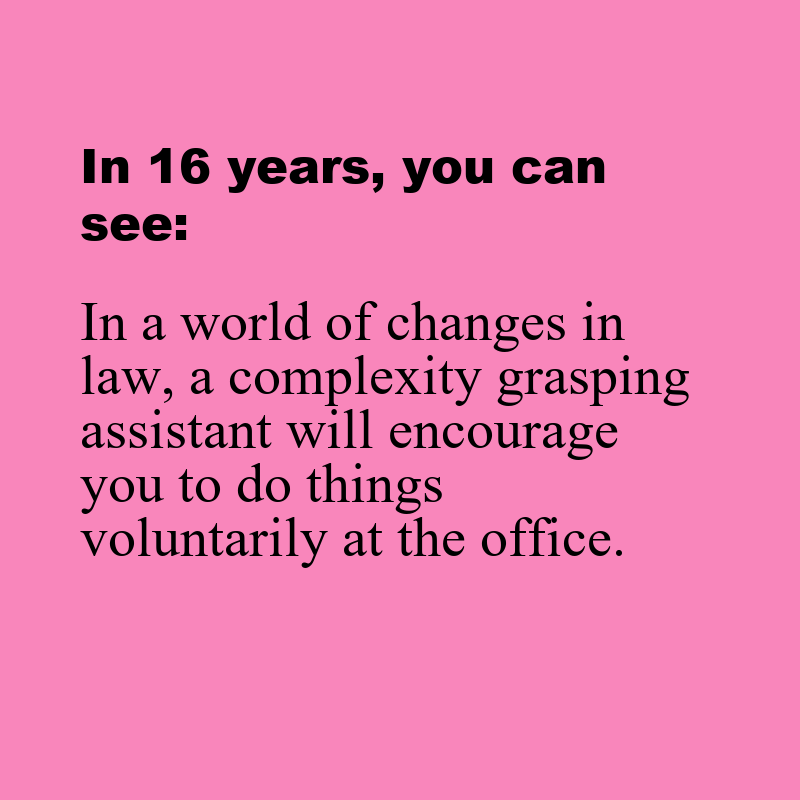 In 16 years, you can
see:
In a world of changes in
law, a complexity grasping
assistant will encourage
you to do things
voluntarily at the office.